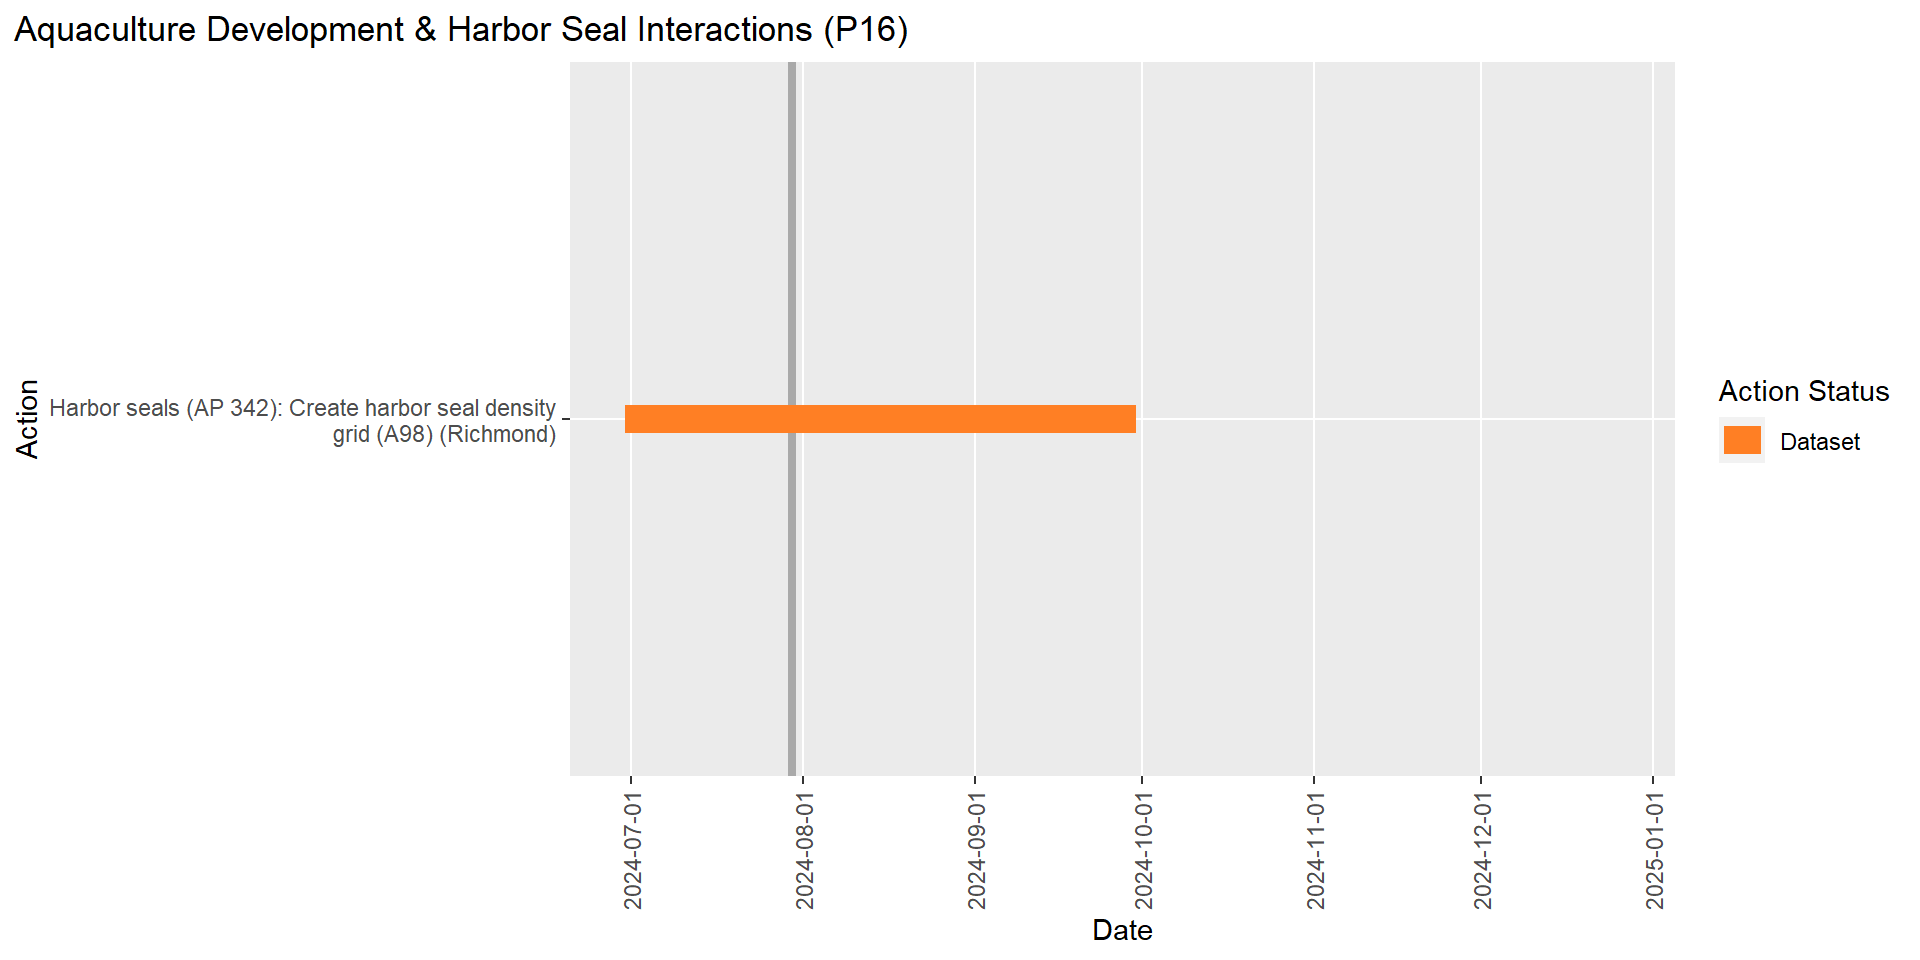 Aquaculture Development & Harbor Seal Interactions (P16)
Action
Harbor seals (AP 342): Create harbor seal density
grid (A98) (Richmond)
2024-07-01
2024-08-01
2024-09-01
2024-10-01
2024-11-01
2024-12-01
2025-01-01
Date
Action Status
Dataset